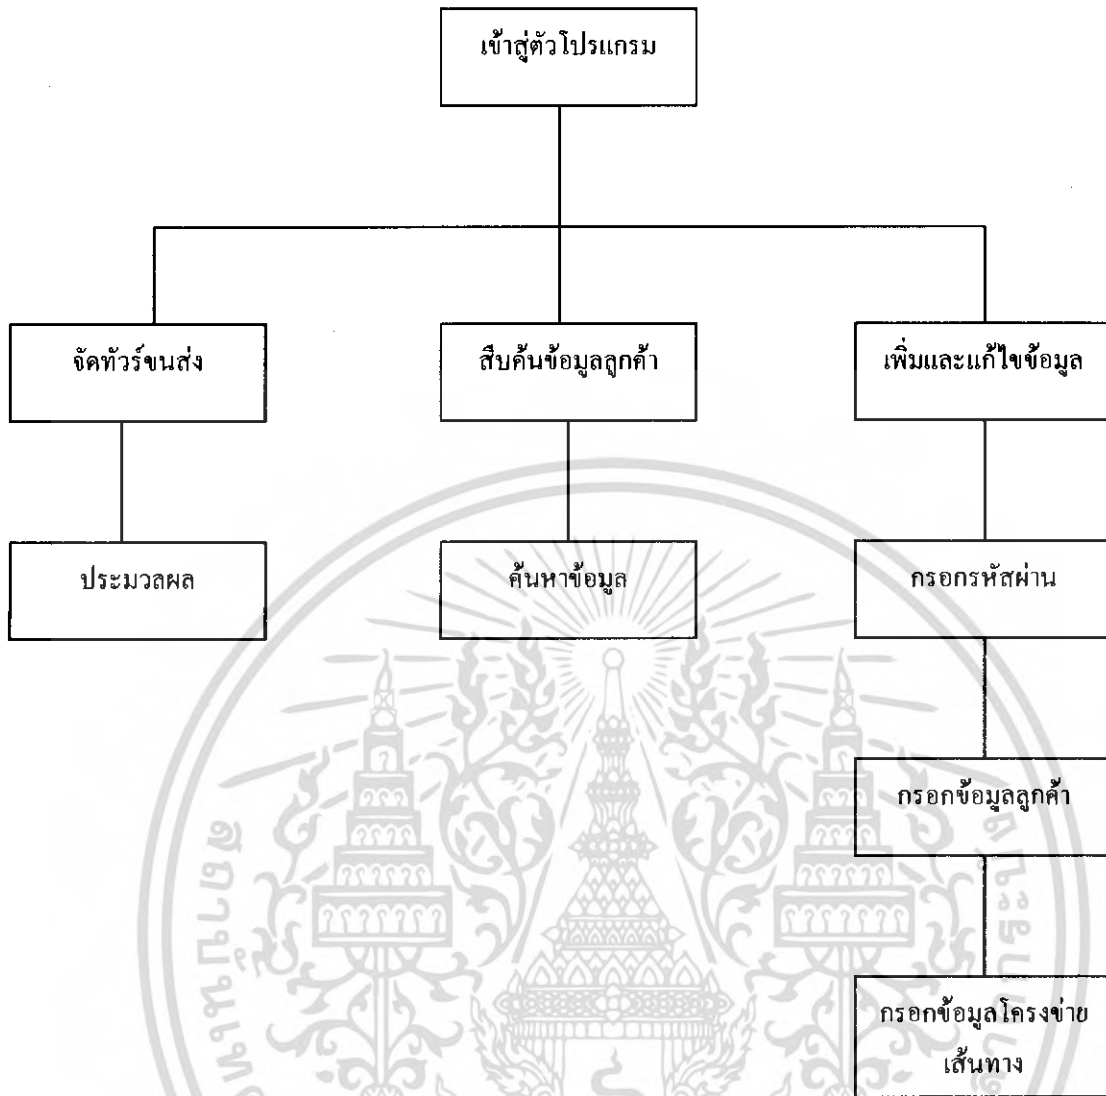 เข้าสู่ตัวโปรแกรม
จัดทัวร์ขนส่ง
สืบค้นข้อมูลลูกค้า
เพิ่มและแก้ไขข้อมูล
ประมวลผล
ค้นหาข้อมูล
กรอกรหัสผ่าน
กรอกข้อมูลลูกค้า
กรอกข้อมูลโครงข่าย
เส้นทาง